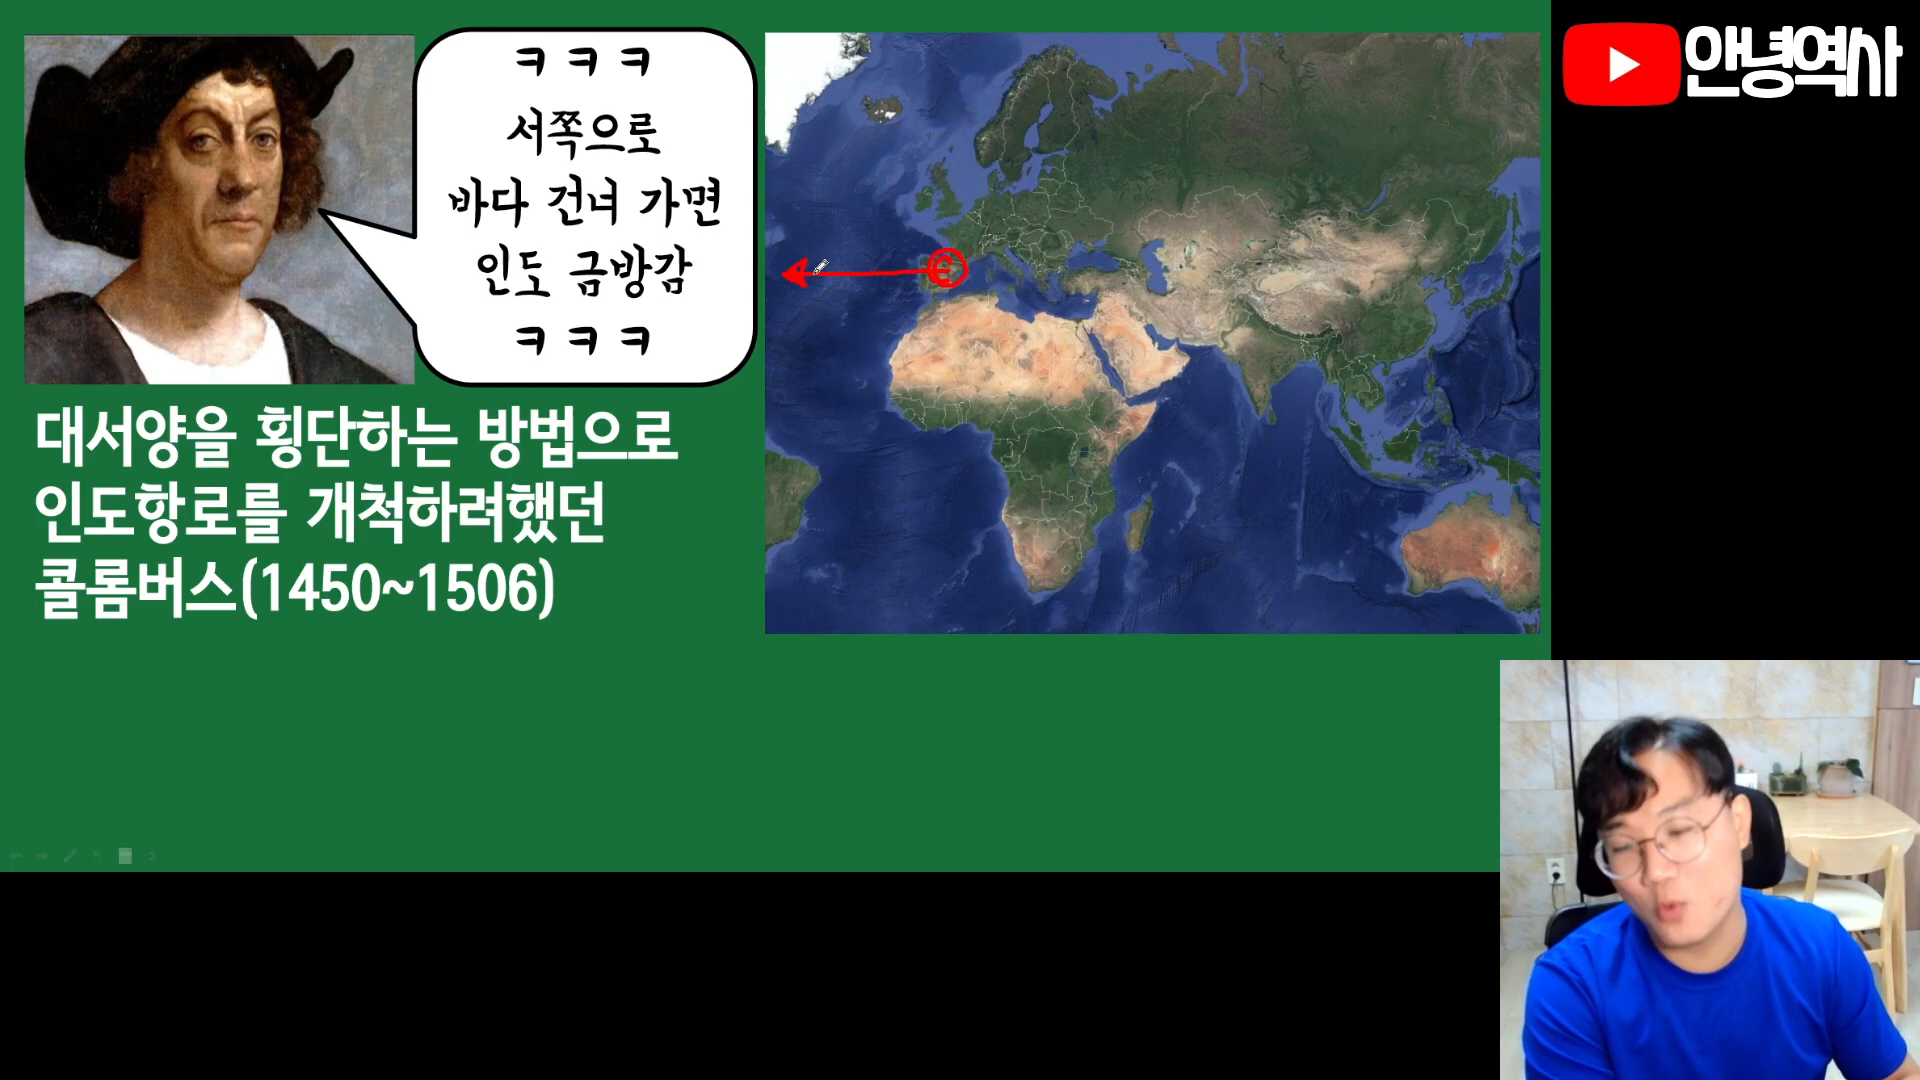 ㅋㅋㅋ
서쪽으로
바다 건너 가면
인도 금방감
ㅋㅋㅋ
대서양을 횡단하는 방법으로
인도항로를 개척하려했던
콜롬버스(1450~1506)
안녕역사